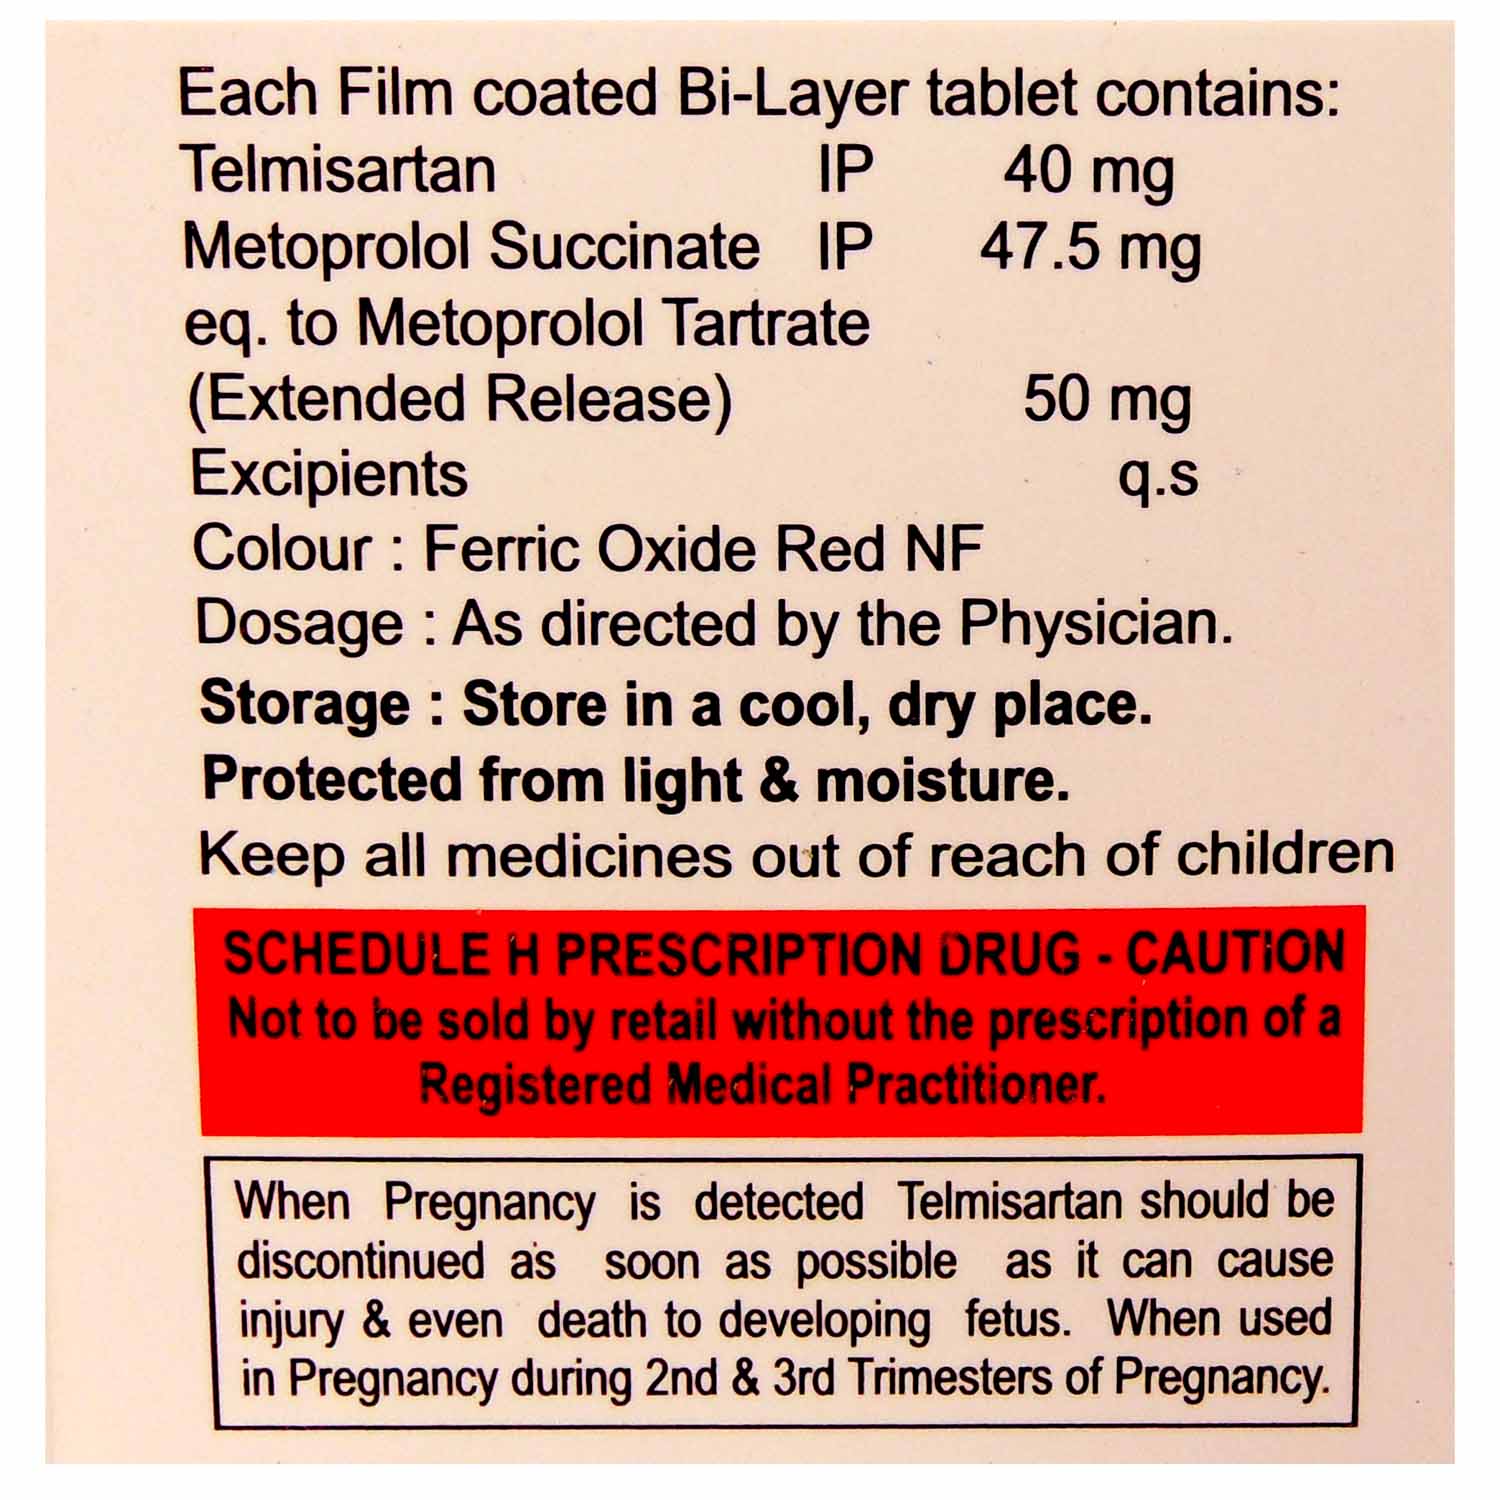 Each Film coated Bi-Layer tablet contains:
Telmisartan IP 40 mg
Metoprolol Succinate IP 47.5 mg
eq. to Metoprolol Tartrate
(Extended Release) 50 mg
Excipients q.s
Colour : Ferric Oxide Red NF
Dosage : As directed by the Physician.
Storage : Store in a cool, dry place.
Protected from light & moisture.
Keep all medicines out of reach of children
SCHEDULE H PRESCRIPTION DRUG - CAUTION
Not to be sold by retail without the prescription of a
Registered Medical Practitioner.
When Pregnancy is detected Telmisartan should be
discontinued as soon as possible as it can cause
injury & even death to developing fetus. When used
in Pregnancy during 2nd & 3rd Trimesters of Pregnancy.